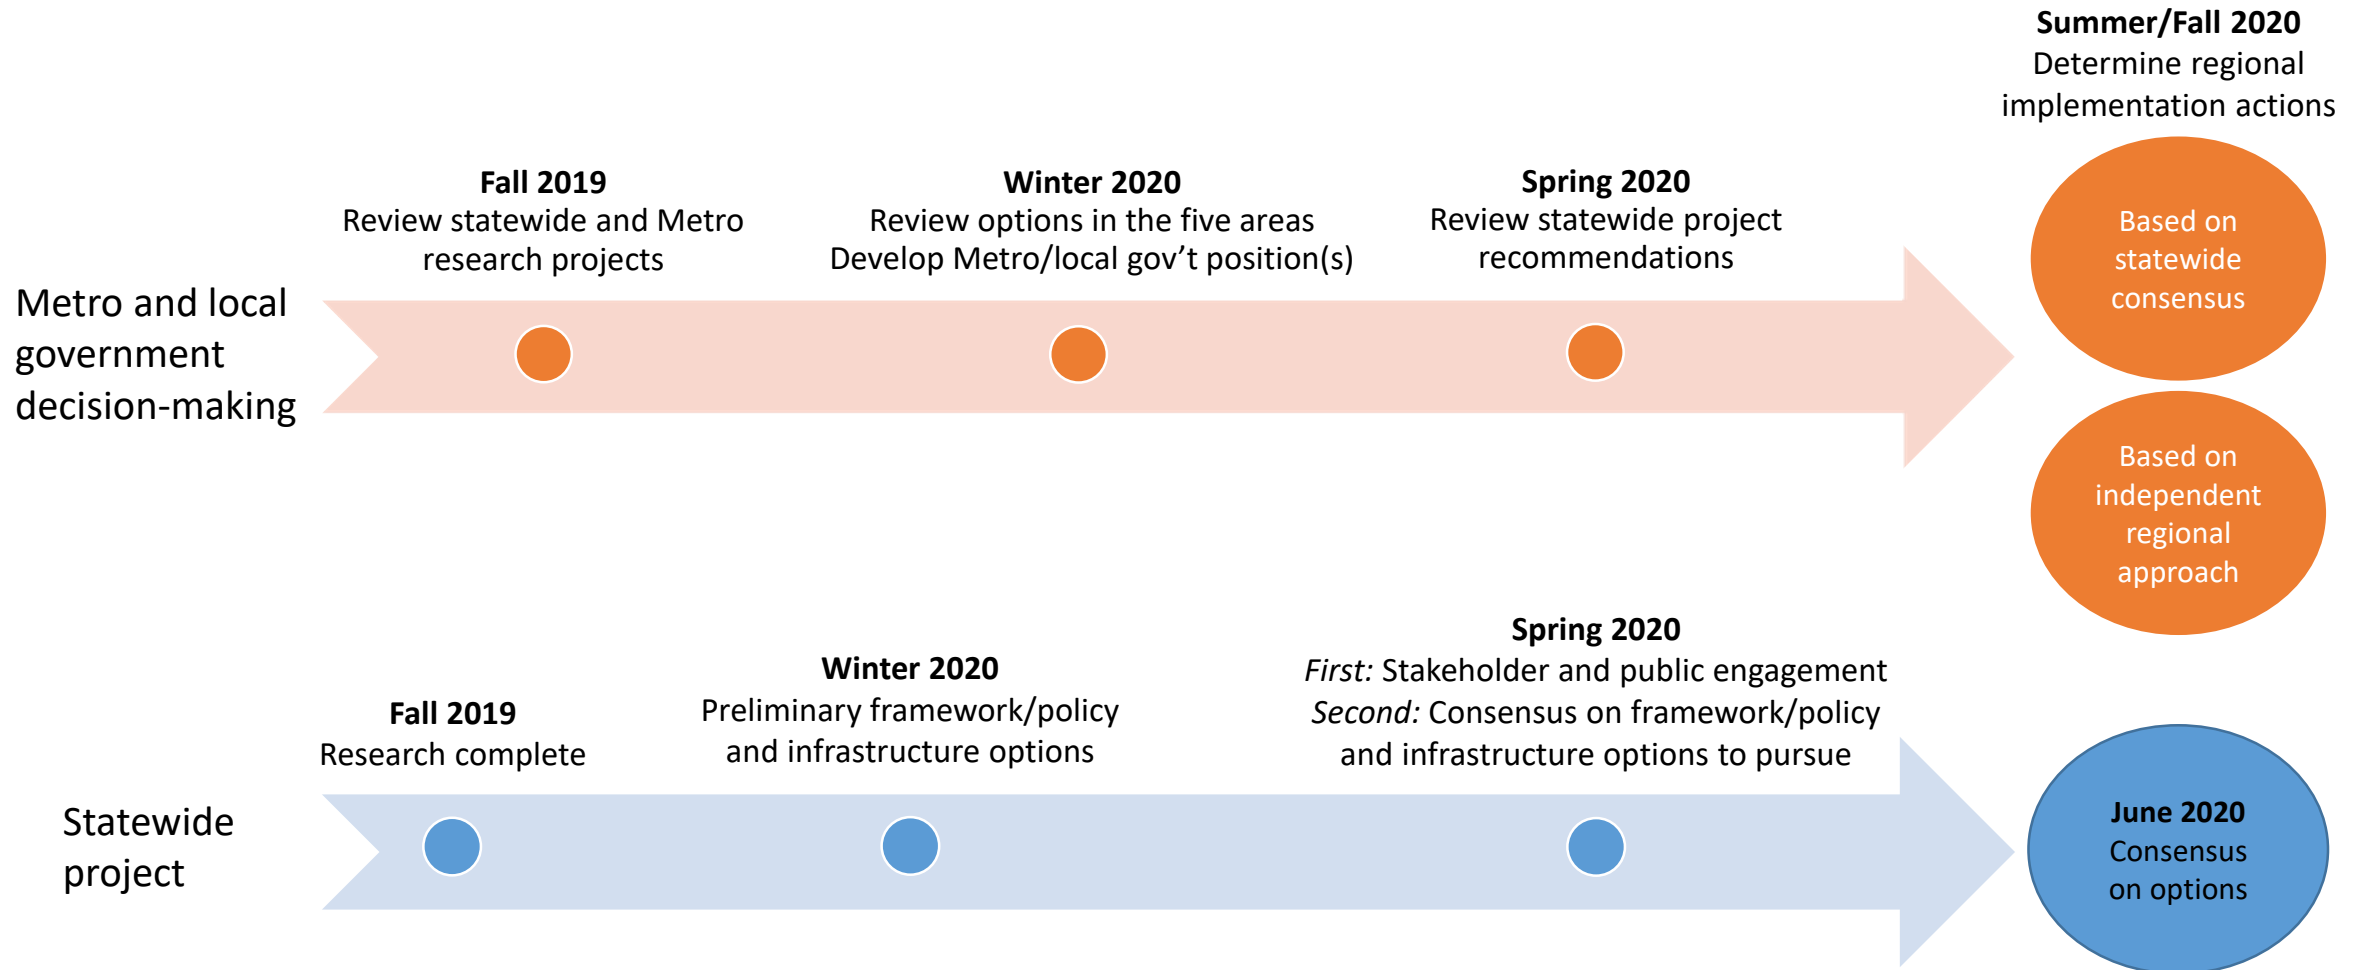 Metro and local
government
decision-making
Fall 2019
Review statewide and Metro
research projects
Winter 2020
Review options in the five areas
Develop Metro/local gov’t position(s)
Spring 2020
Review statewide project
recommendations
Summer/Fall 2020
Determine regional
implementation actions
Based on
statewide
consensus
Based on
independent
regional
approach
Statewide
project
Fall 2019
Research complete
Winter 2020
Preliminary framework/policy
and infrastructure options
Spring 2020
First: Stakeholder and public engagement
Second: Consensus on framework/policy
and infrastructure options to pursue
June 2020
Consensus
on options